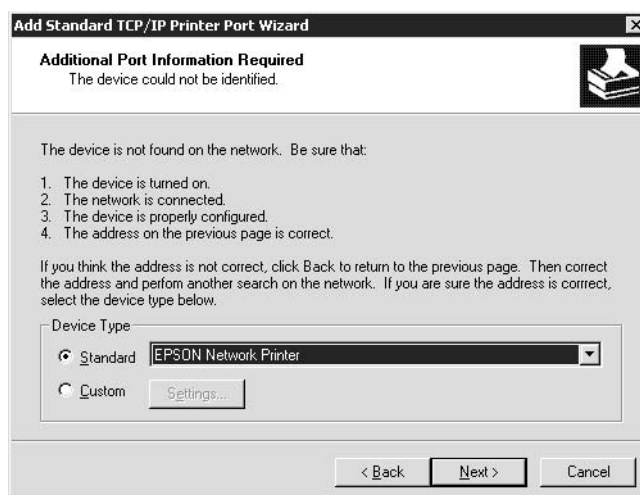 Add Standard TCP/IP Printer Port Wizard
Additional Port Information Required
The device could not be identified.
The device is not found on the network. Be sure that:
1. The device is turned on.
2. The network is connected.
3. The device is properly configured.
4. The address on the previous page is correct.
If you think the address is not correct, click Back to return to the previous page. Then correct
the address and perfom another search on the network. If you are sure the address is corrrect,
select the device type below.
Device Type
Standard EPSON Network Printer
Custom Settings...
< Back Next > Cancel